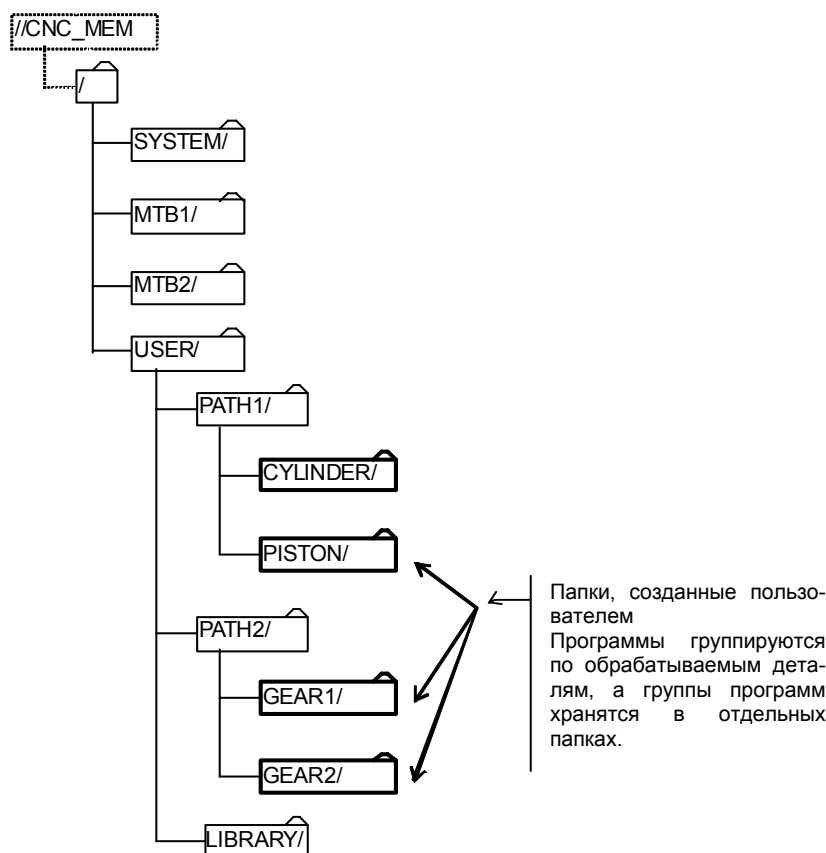 //CNC_MEM
/
SYSTEM/
MTB1/
MTB2/
USER/
PATH1/
CYLINDER/
PISTON/
PATH2/
GEAR1/
GEAR2/
LIBRARY/
Папки, созданные пользо-
вателем
Программы группируются
по обрабатываемым дета-
лям, а группы программ
хранятся в отдельных
папках.